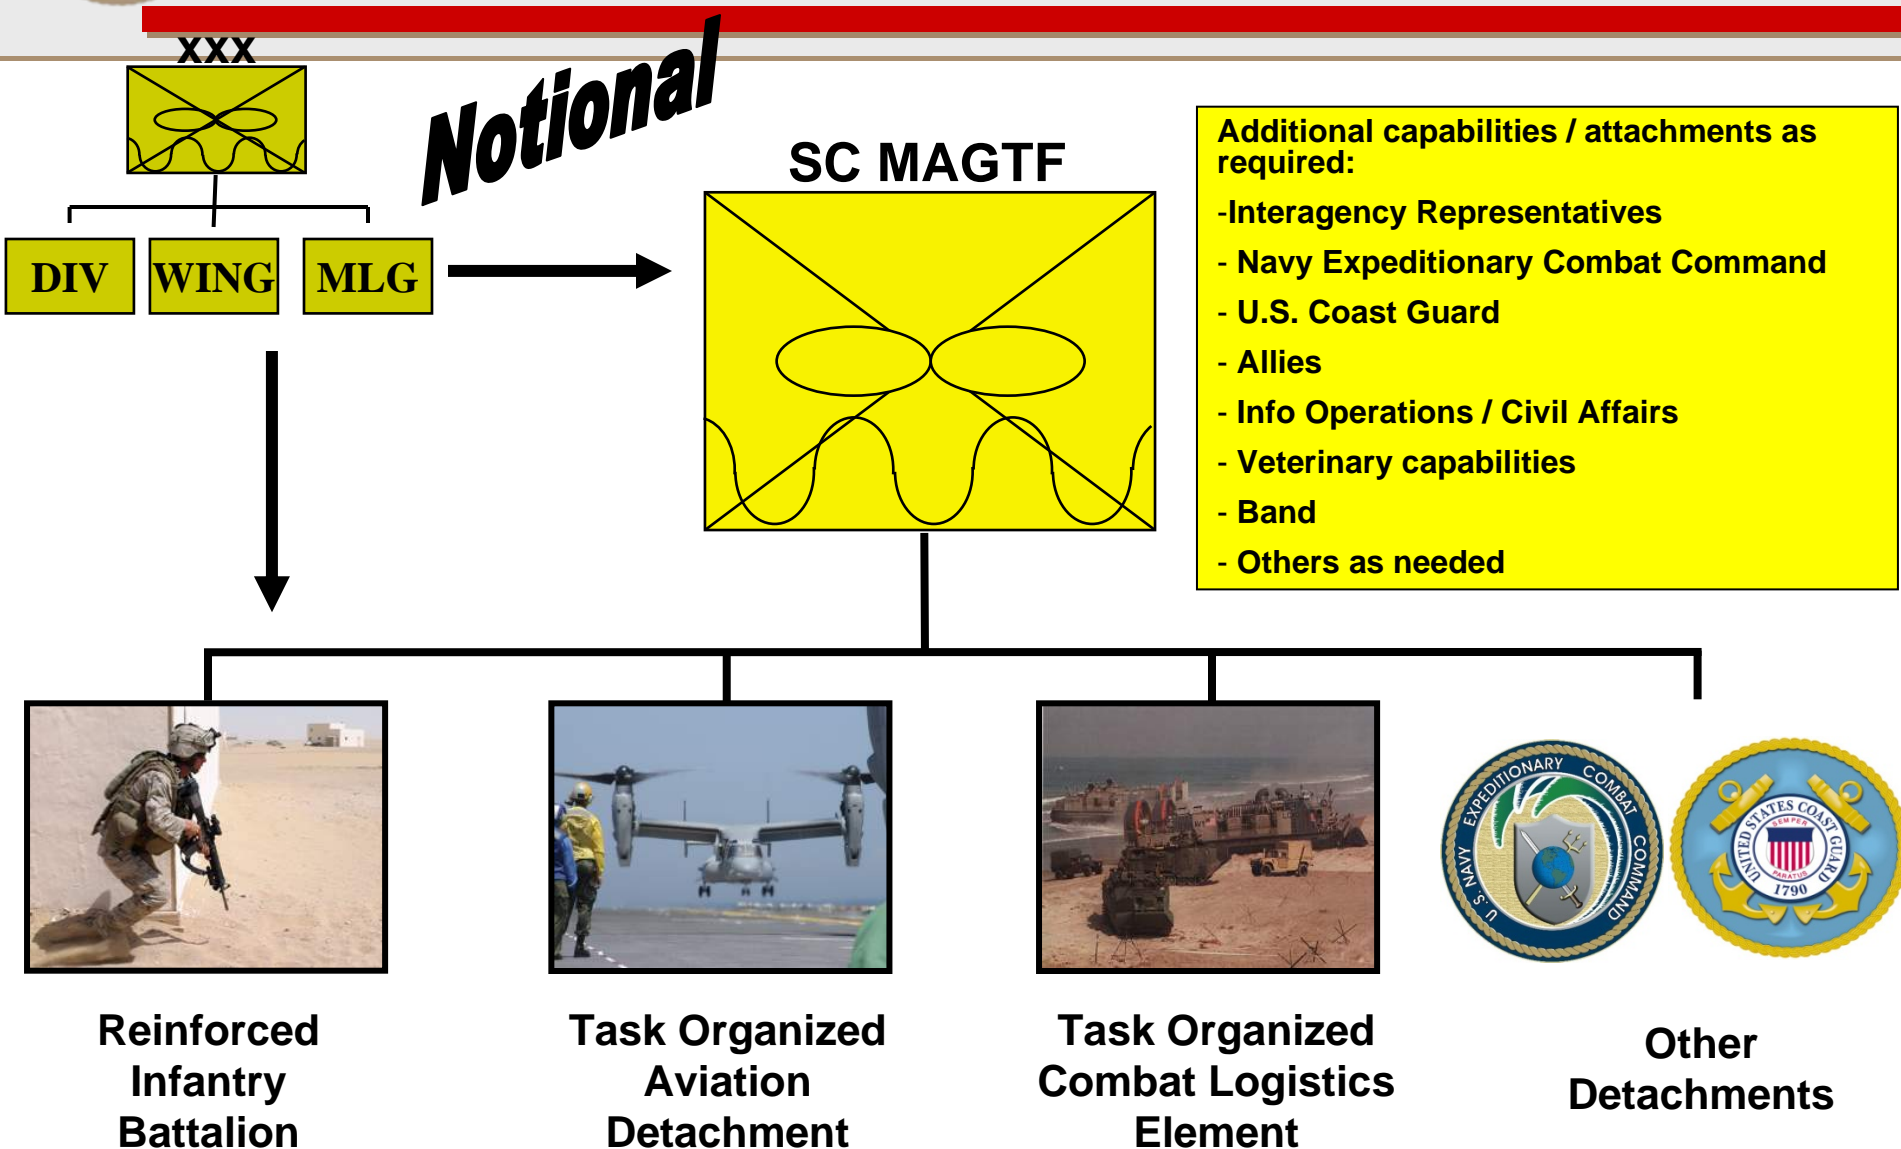 XXX
Notional
DIV
WING
MLG
SC MAGTF
Additional capabilities / attachments as
required:
-Interagency Representatives
- Navy Expeditionary Combat Command
- U.S. Coast Guard
- Allies
- Info Operations / Civil Affairs
- Veterinary capabilities
- Band
- Others as needed
U.S. NAVY EXPEDITIONARY COMBAT COMMAND
UNITED STATES COAST GUARD
SEMPER
PARATUS
1790
Reinforced
Infantry
Battalion
Task Organized
Aviation
Detachment
Task Organized
Combat Logistics
Element
Other
Detachments